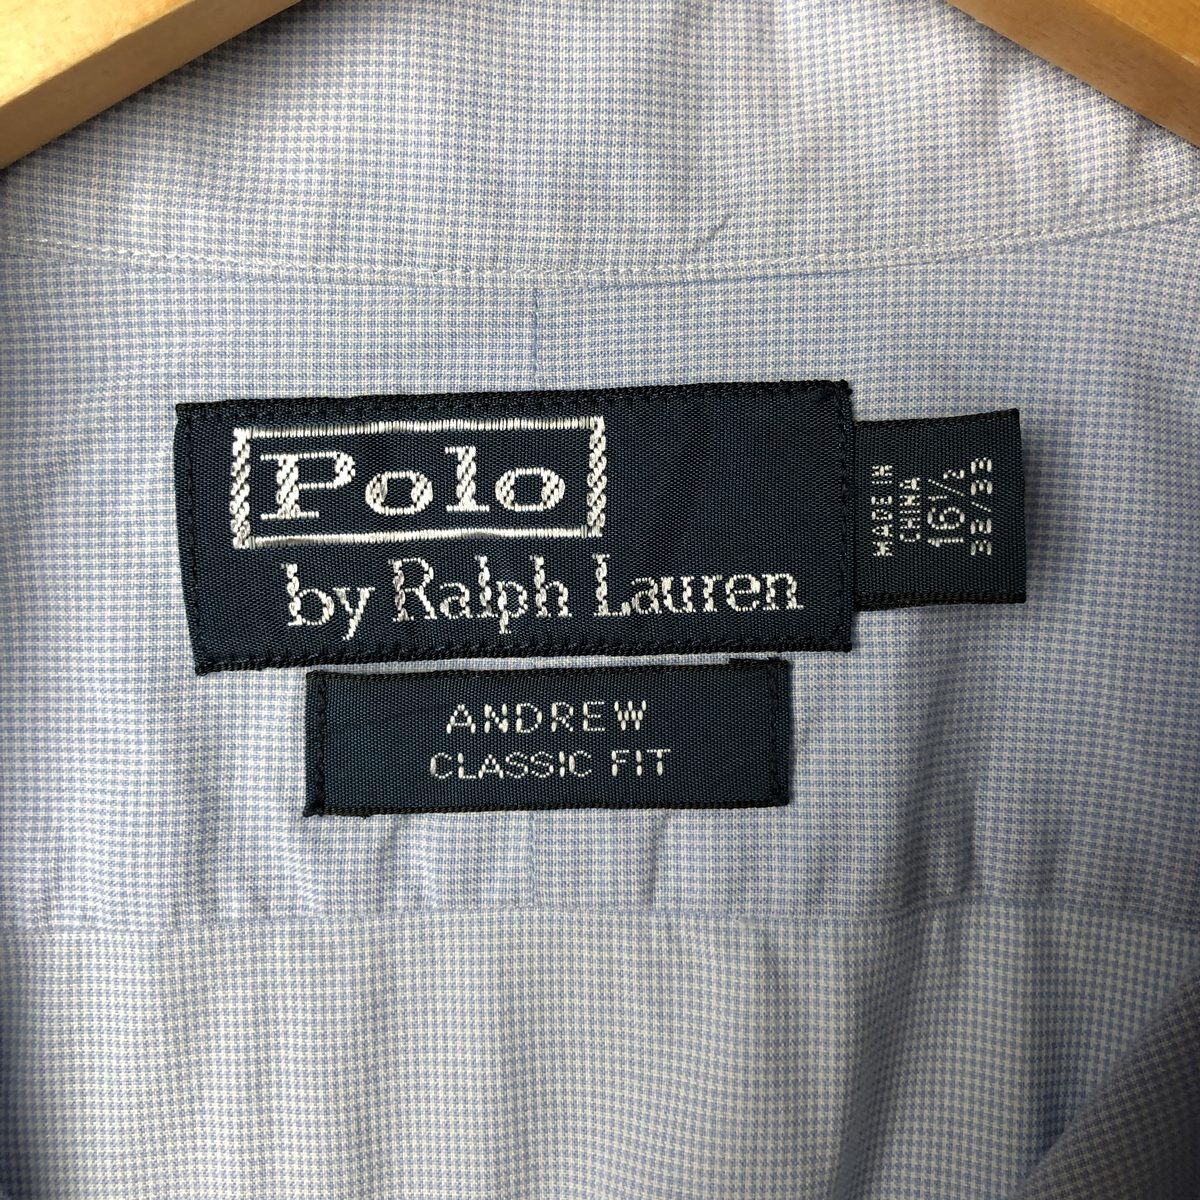 Polo
by Ralph Lauren
MADE IN
CHINA
16½
32/33
ANDREW
CLASSIC FIT